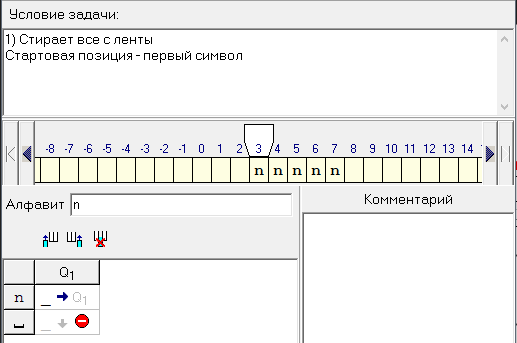 Условие задачи:
1) Стирает все с ленты
Стартовая позиция - первый символ
-8 -7 -6 -5 -4 -3 -2 -1 0 1 2 3 4 5 6 7 8 9 10 11 12 13 14
n n n n n
Алфавит n
Комментарий
Q1
n _ Q1
_